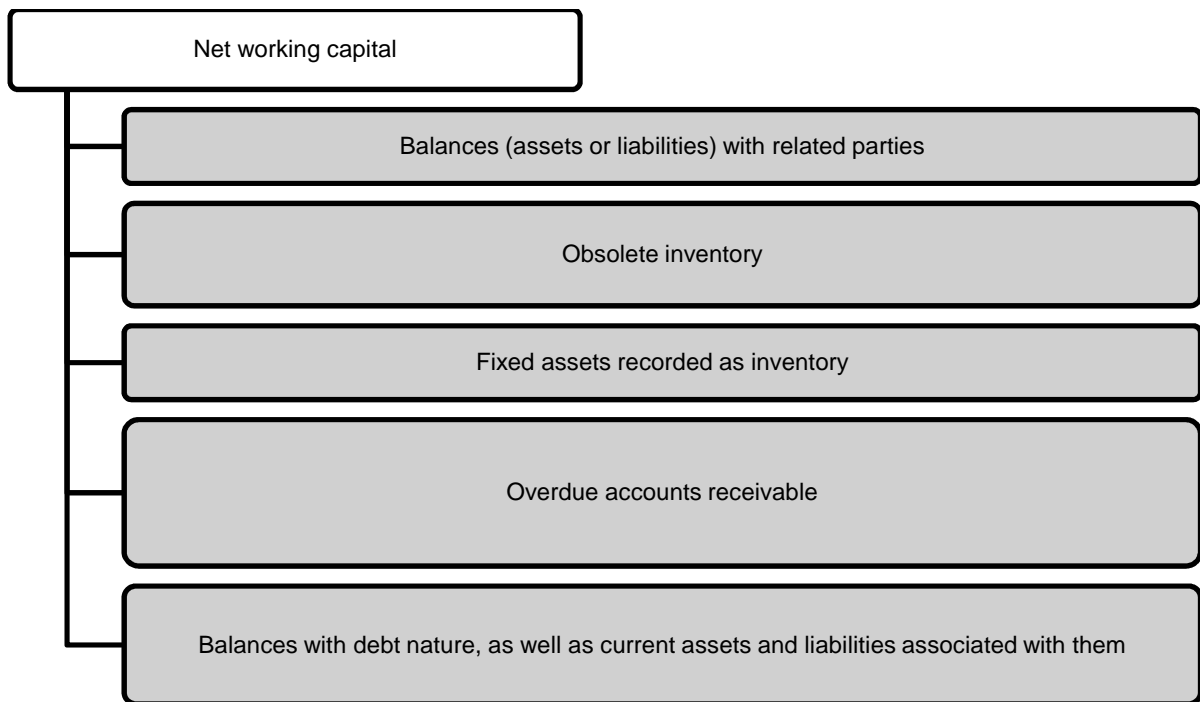 Net working capital
Balances (assets or liabilities) with related parties
Obsolete inventory
Fixed assets recorded as inventory
Overdue accounts receivable
Balances with debt nature, as well as current assets and liabilities associated with them